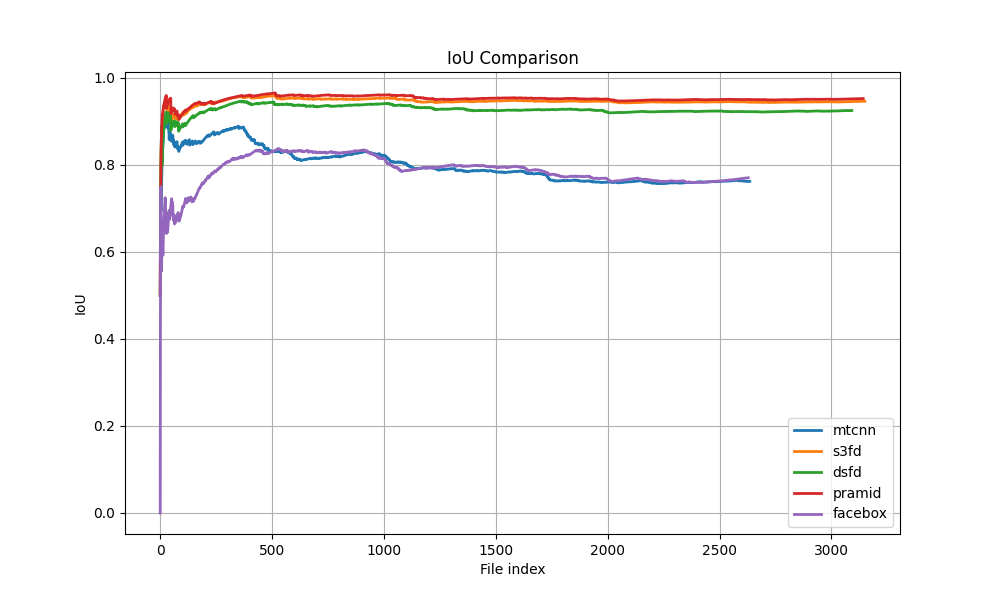 IoU Comparison
1.0
0.8
0.6
0.4
0.2
0.0
IoU
0 500 1000 1500 2000 2500 3000
File index
mtcnn
s3fd
dsfd
pramid
facebox